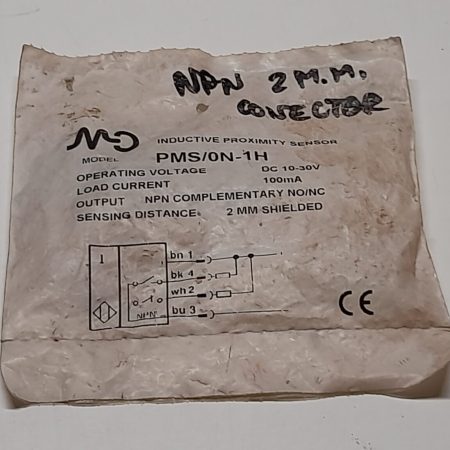 NPN 2 M.M.
CONECTOR
MD INDUCTIVE PROXIMITY SENSOR
MODEL PMS/0N-1H
OPERATING VOLTAGE DC 10-30V
LOAD CURRENT 100mA
OUTPUT NPN COMPLEMENTARY NO/NC
SENSING DISTANCE 2 MM SHIELDED
1 bn 1
bk 4
wh 2
NPN bu 3
CE